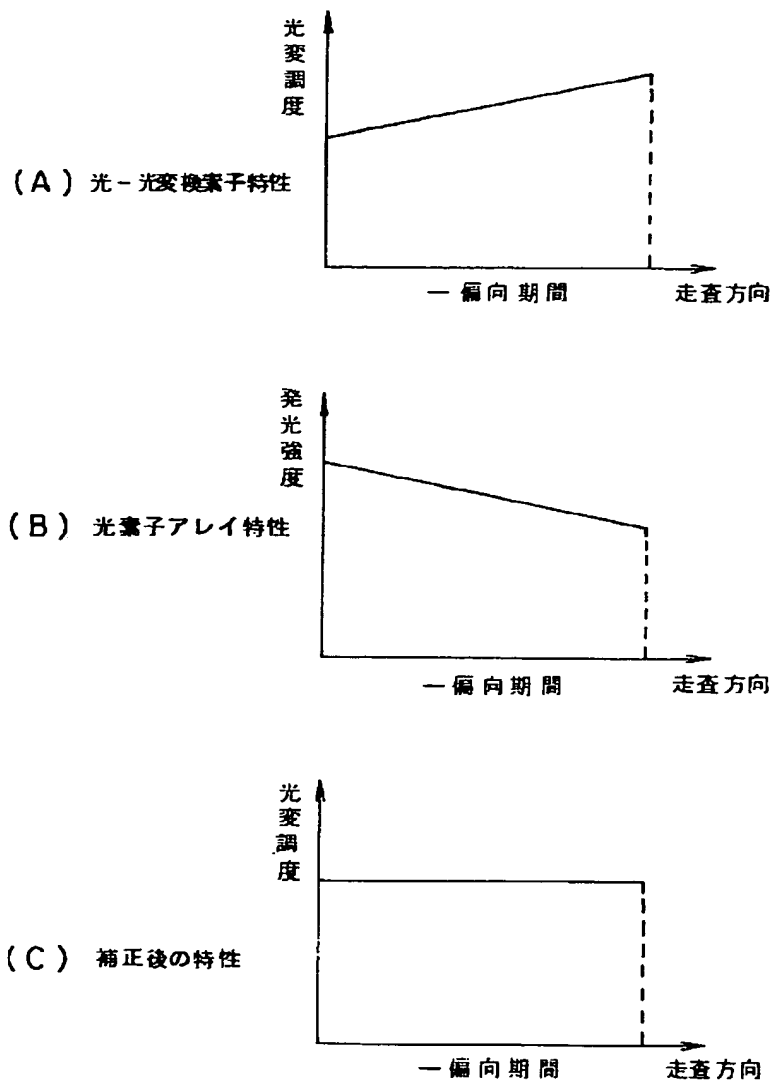 光変調度
(A) 光-光変換素子特性
一偏向期間 走査方向
発光強度
(B) 光素子アレイ特性
一偏向期間 走査方向
光変調度
(C) 補正後の特性
一偏向期間 走査方向